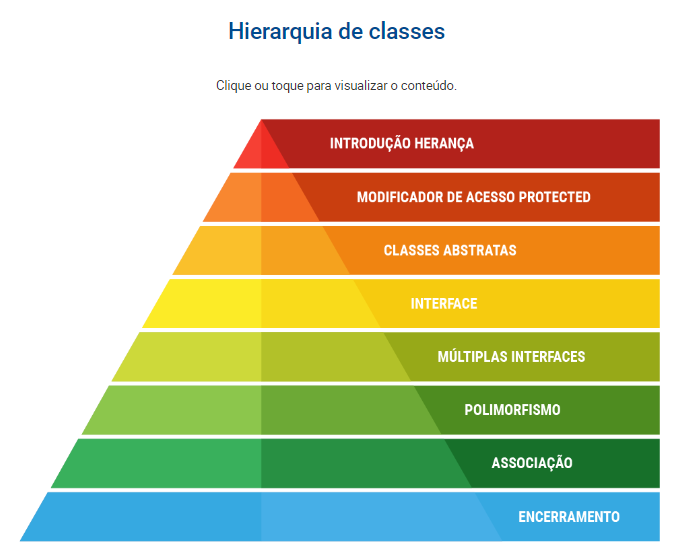 Hierarquia de classes
Clique ou toque para visualizar o conteúdo.
INTRODUÇÃO HERANÇA
MODIFICADOR DE ACESSO PROTECTED
CLASSES ABSTRATAS
INTERFACE
MÚLTIPLAS INTERFACES
POLIMORFISMO
ASSOCIAÇÃO
ENCERRAMENTO